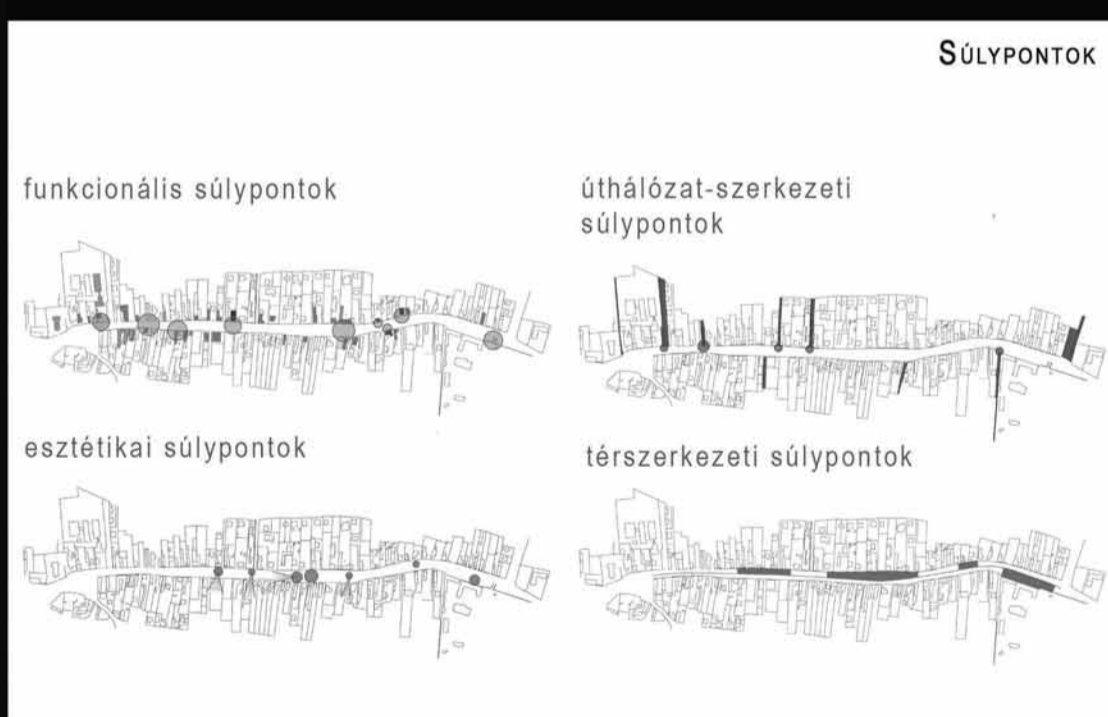 SÚLYPONTOK
funkcionális súlypontok
úthálózat-szerkezeti
súlypontok
esztétikai súlypontok
térszerkezeti súlypontok